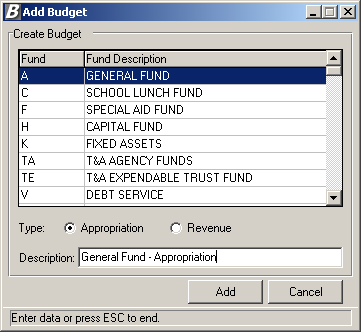 B Add Budget
Create Budget
Fund Fund Description
A GENERAL FUND
C SCHOOL LUNCH FUND
F SPECIAL AID FUND
H CAPITAL FUND
K FIXED ASSETS
TA T&A AGENCY FUNDS
TE T&A EXPENDABLE TRUST FUND
V DEBT SERVICE
Type: Appropriation Revenue
Description: General Fund - Appropriation
Add Cancel
Enter data or press ESC to end.